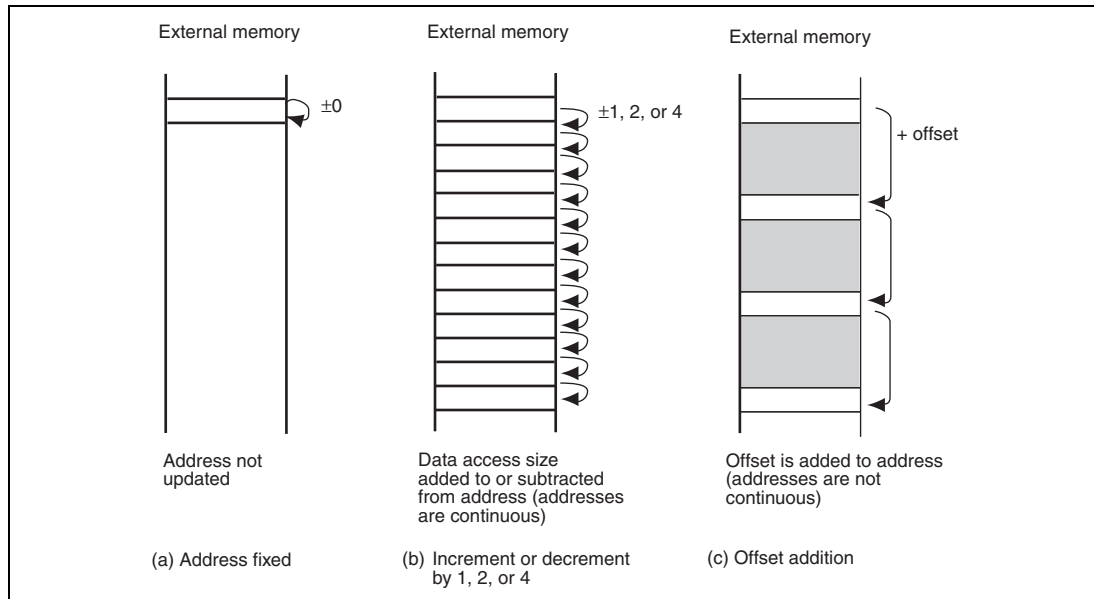 External memory
±0
Address not
updated
(a) Address fixed
External memory
±1, 2, or 4
Data access size
added to or subtracted
from address (addresses
are continuous)
(b) Increment or decrement
by 1, 2, or 4
External memory
+ offset
Offset is added to address
(addresses are not
continuous)
(c) Offset addition